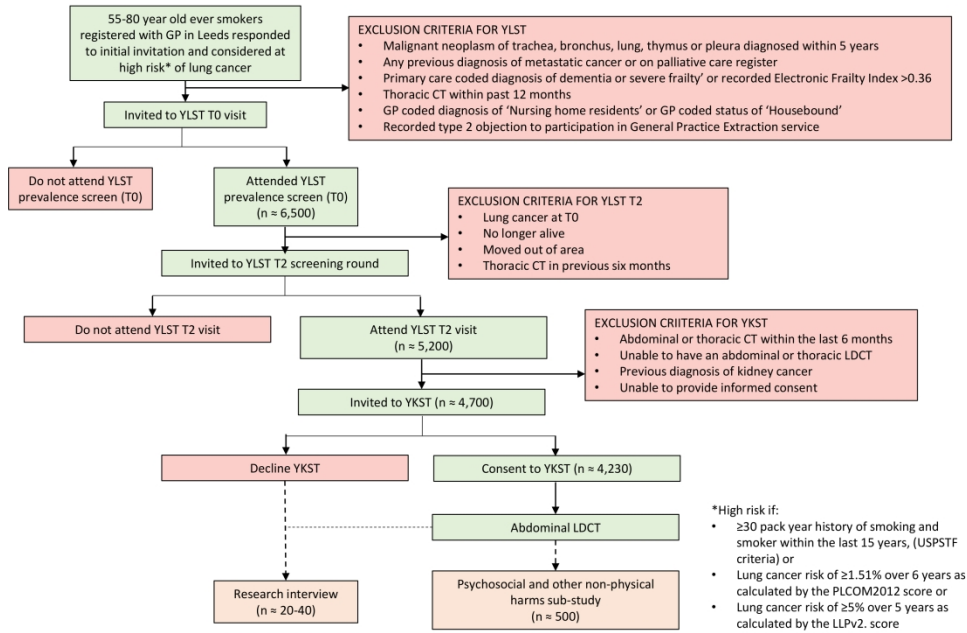 55-80 year old ever smokers
registered with GP in Leeds responded
to initial invitation and considered at
high risk* of lung cancer
EXCLUSION CRITERIA FOR YLST
• Malignant neoplasm of trachea, bronchus, lung, thymus or pleura diagnosed within 5 years
• Any previous diagnosis of metastatic cancer or on palliative care register
• Primary care coded diagnosis of dementia or severe frailty’ or recorded Electronic Frailty Index >0.36
• Thoracic CT within past 12 months
• GP coded diagnosis of ‘Nursing home residents’ or GP coded status of ‘Housebound’
• Recorded type 2 objection to participation in General Practice Extraction service
Invited to YLST T0 visit
Do not attend YLST
prevalence screen (T0)
Attended YLST
prevalence screen (T0)
(n ≈ 6,500)
EXCLUSION CRITERIA FOR YLST T2
• Lung cancer at T0
• No longer alive
• Moved out of area
• Thoracic CT in previous six months
Invited to YLST T2 screening round
Do not attend YLST T2 visit
Attend YLST T2 visit
(n ≈ 5,200)
EXCLUSION CRIITERIA FOR YKST
• Abdominal or thoracic CT within the last 6 months
• Unable to have an abdominal or thoracic LDCT
• Previous diagnosis of kidney cancer
• Unable to provide informed consent
Invited to YKST (n ≈ 4,700)
Decline YKST
Consent to YKST (n ≈ 4,230)
Abdominal LDCT
Research interview
(n ≈ 20-40)
Psychosocial and other non-physical
harms sub-study
(n ≈ 500)
*High risk if:
• ≥30 pack year history of smoking and
smoker within the last 15 years, (USPSTF
criteria) or
• Lung cancer risk of ≥1.51% over 6 years as
calculated by the PLCOM2012 score or
• Lung cancer risk of ≥5% over 5 years as
calculated by the LLPv2. score